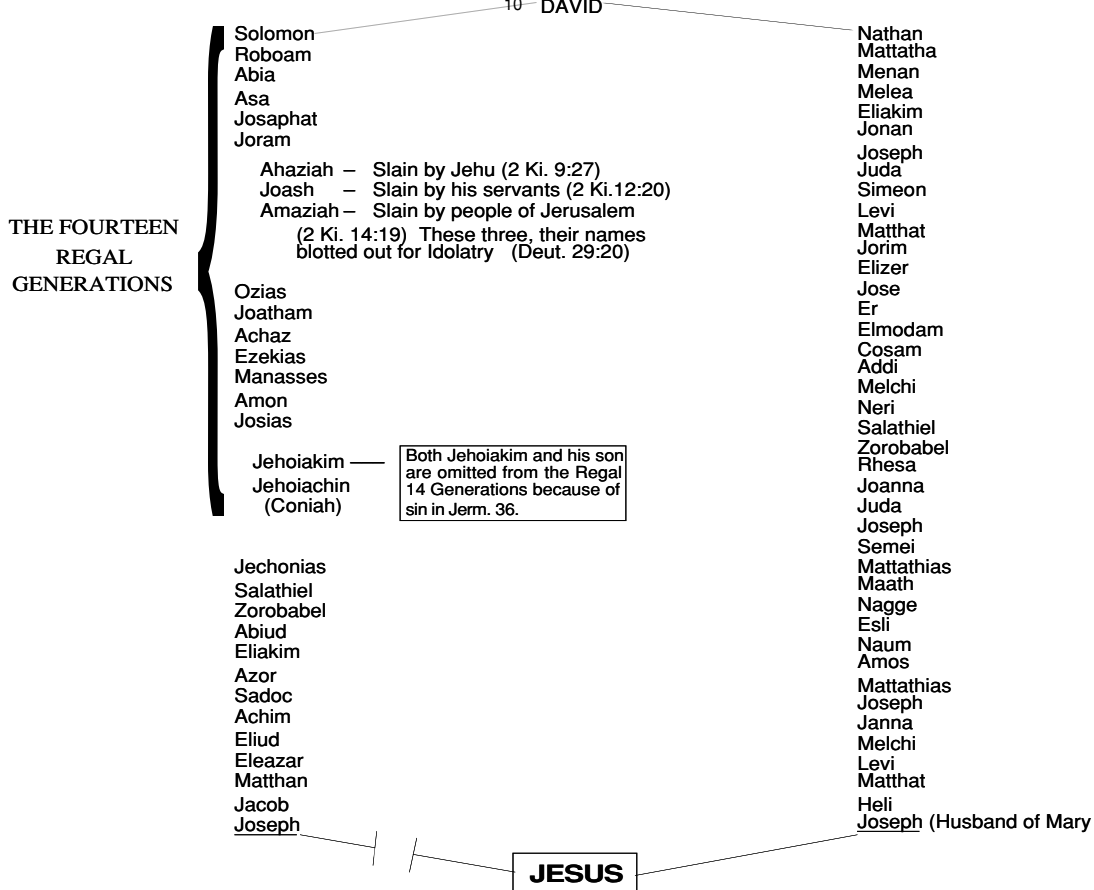 10 DAVID
Solomon
Roboam
Abia
Asa
Josaphat
Joram
Ahaziah – Slain by Jehu (2 Ki. 9:27)
Joash – Slain by his servants (2 Ki.12:20)
Amaziah – Slain by people of Jerusalem
(2 Ki. 14:19) These three, their names
blotted out for Idolatry (Deut. 29:20)
THE FOURTEEN
REGAL
GENERATIONS
Ozias
Joatham
Achaz
Ezekias
Manasses
Amon
Josias
Jehoiakim
Jehoiachin
(Coniah)
Both Jehoiakim and his son
are omitted from the Regal
14 Generations because of
sin in Jerm. 36.
Jechonias
Salathiel
Zorobabel
Abiud
Eliakim
Azor
Sadoc
Achim
Eliud
Eleazar
Matthan
Jacob
Joseph
Nathan
Mattatha
Menan
Melea
Eliakim
Jonan
Joseph
Juda
Simeon
Levi
Matthat
Jorim
Elizer
Jose
Er
Elmodam
Cosam
Addi
Melchi
Neri
Salathiel
Zorobabel
Rhesa
Joanna
Juda
Joseph
Semei
Mattathias
Maath
Nagge
Esli
Naum
Amos
Mattathias
Joseph
Janna
Melchi
Levi
Matthat
Heli
Joseph (Husband of Mary
JESUS